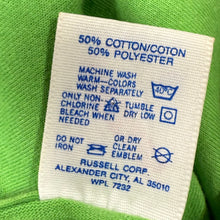 50% COTTON/COTON
50% POLYESTER
MACHINE WASH
WARM-COLORS
WASH SEPARATELY
40°C
ONLY NON-
CHLORINE
BLEACH WHEN
NEEDED
TUMBLE
DRY LOW
DO NOT
IRON
DRY
CLEAN
EMBLEM
RUSSELL CORP.
ALEXANDER CITY, AL 35010
WPL 7232